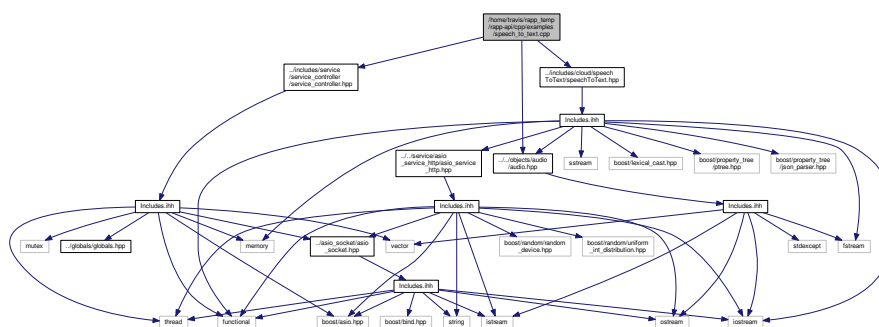 /home/travis/rapp_temp
/rapp-api/cpp/examples
/speech_to_text.cpp
../includes/service
/service_controller
/service_controller.hpp
../includes/cloud/speech
ToText/speechToText.hpp
Includes.ihh
../../service/asio
_service_http/asio_service
_http.hpp
../../objects/audio
/audio.hpp
sstream
boost/lexical_cast.hpp
boost/property_tree
/ptree.hpp
boost/property_tree
/json_parser.hpp
Includes.ihh
Includes.ihh
Includes.ihh
mutex
../globals/globals.hpp
memory
../asio_socket/asio
_socket.hpp
vector
boost/random/random
_device.hpp
boost/random/uniform
_int_distribution.hpp
stdexcept
fstream
Includes.ihh
thread
functional
boost/asio.hpp
boost/bind.hpp
string
istream
ostream
iostream